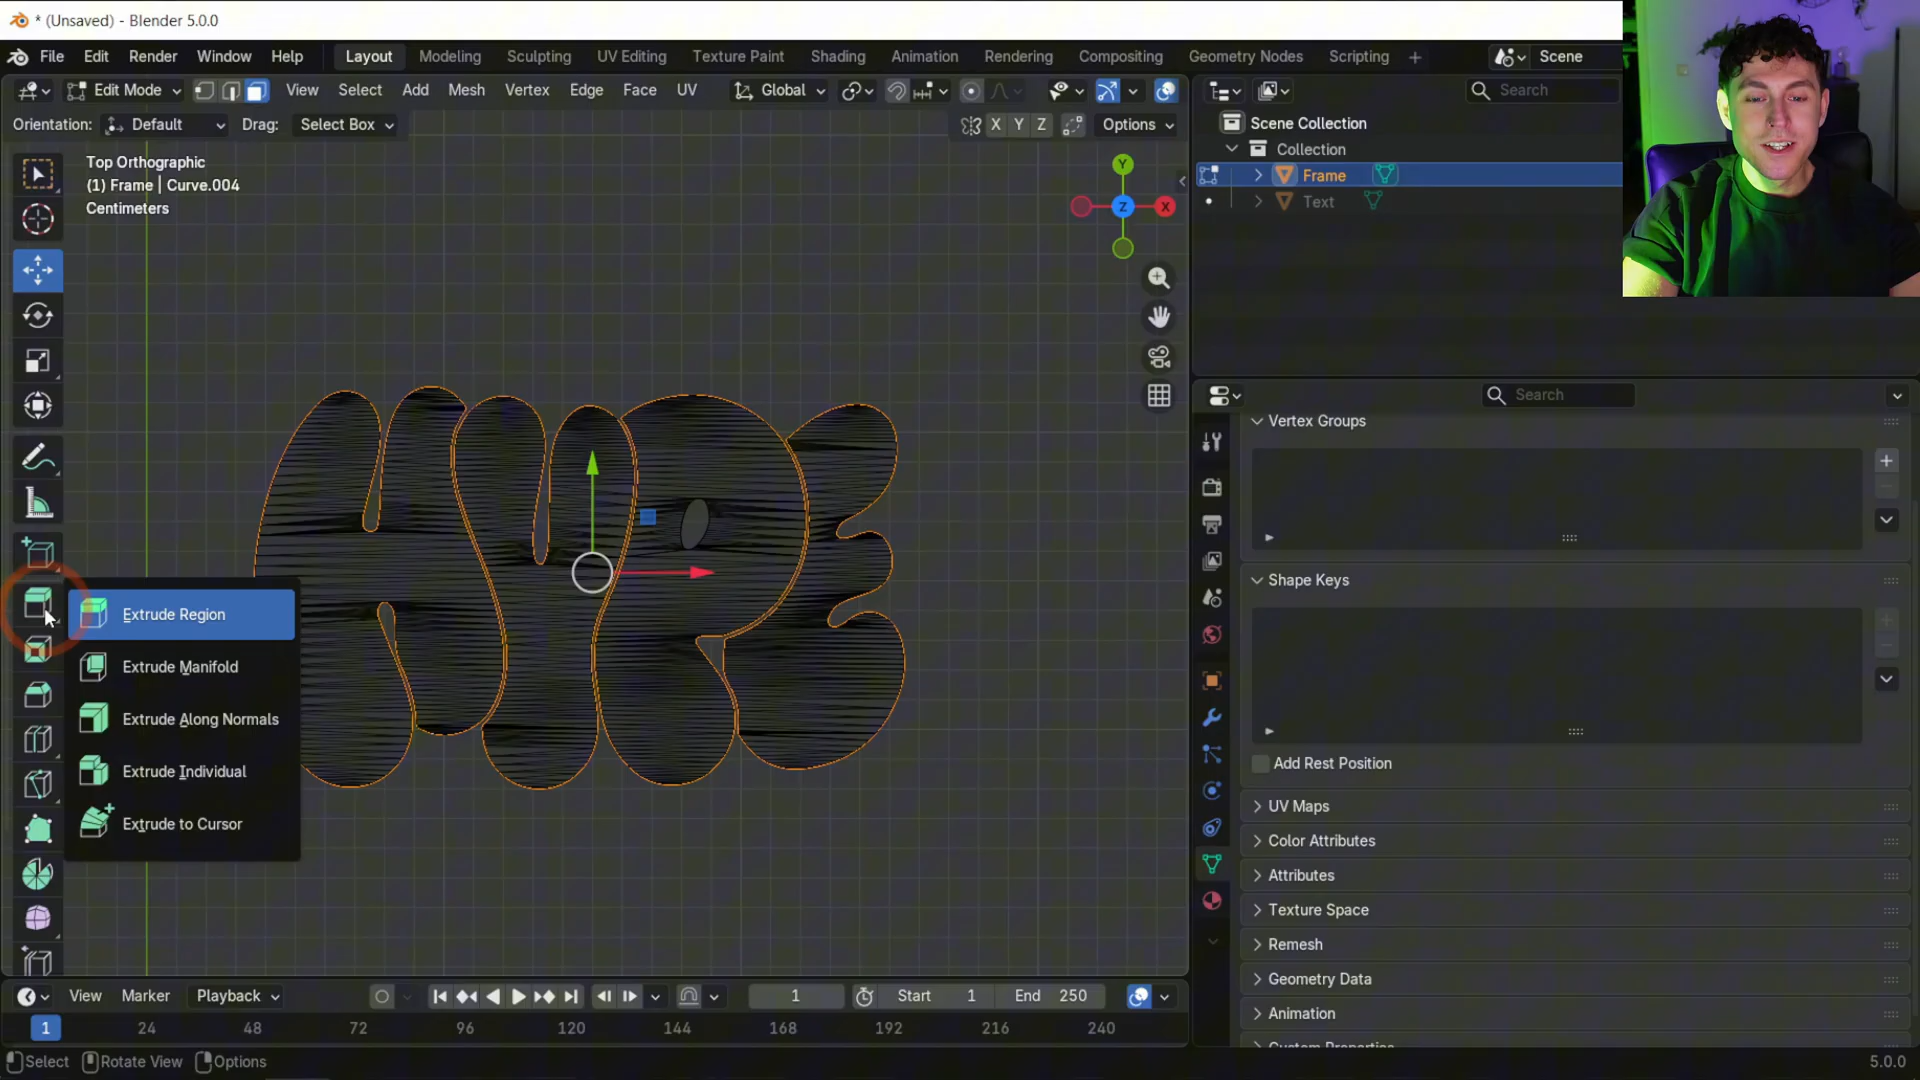 * (Unsaved) - Blender 5.0.0
File Edit Render Window Help Layout Modeling Sculpting UV Editing Texture Paint Shading Animation Rendering Compositing Geometry Nodes Scripting + Scene
Edit Mode View Select Add Mesh Vertex Edge Face UV Global Search
Orientation: Default Drag: Select Box X Y Z Options
Scene Collection
Collection
Frame
Text
Top Orthographic
(1) Frame | Curve.004
Centimeters
Y
Z X
Search
Vertex Groups
Shape Keys
Extrude Region
Extrude Manifold
Extrude Along Normals
Extrude Individual
Extrude to Cursor
Add Rest Position
UV Maps
Color Attributes
Attributes
Texture Space
Remesh
Geometry Data
Animation
Custom Properties
View Marker Playback 1 Start 1 End 250
1 24 48 72 96 120 144 168 192 216 240
Select Rotate View Options 5.0.0